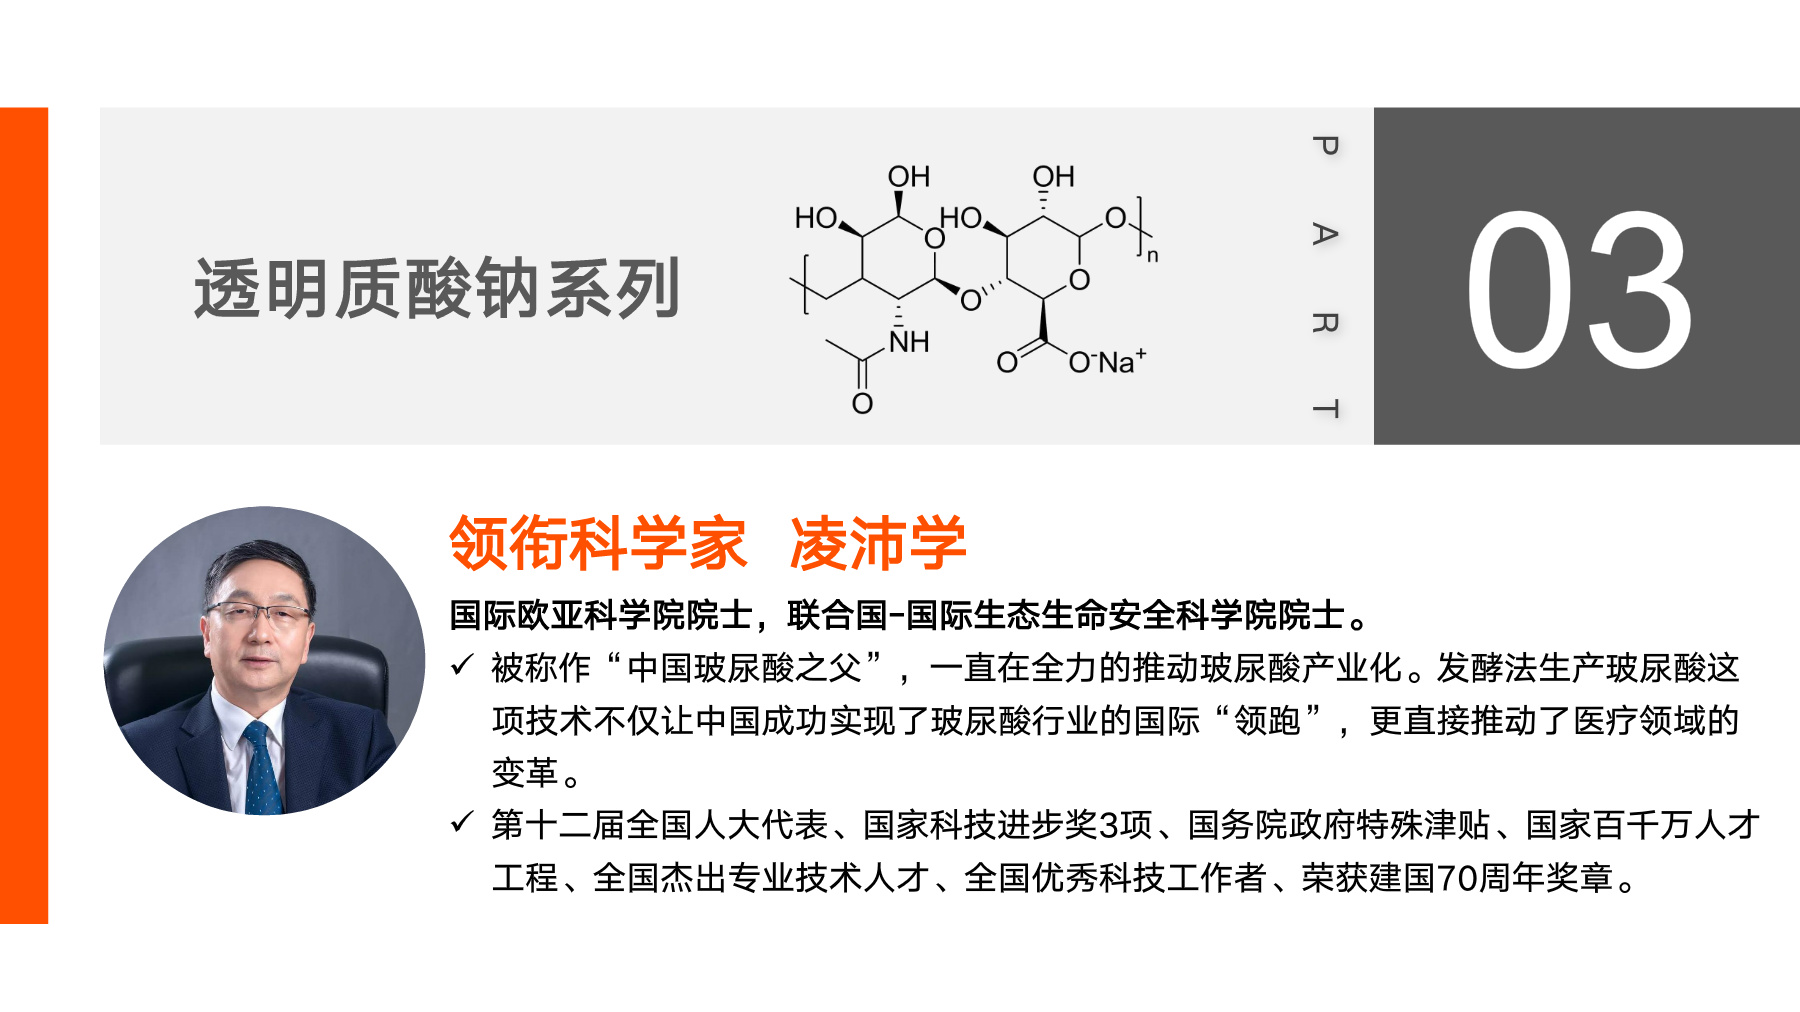 透明质酸钠系列
OH
OH
HO
O
HO
O
n
O
O
NH
O
O⁻Na⁺
O
PART
03
领衔科学家 凌沛学
国际欧亚科学院院士，联合国-国际生态生命安全科学院院士。
✓ 被称作“中国玻尿酸之父”，一直在全力的推动玻尿酸产业化。发酵法生产玻尿酸这
项技术不仅让中国成功实现了玻尿酸行业的国际“领跑”，更直接推动了医疗领域的
变革。
✓ 第十二届全国人大代表、国家科技进步奖3项、国务院政府特殊津贴、国家百千万人才
工程、全国杰出专业技术人才、全国优秀科技工作者、荣获建国70周年奖章。